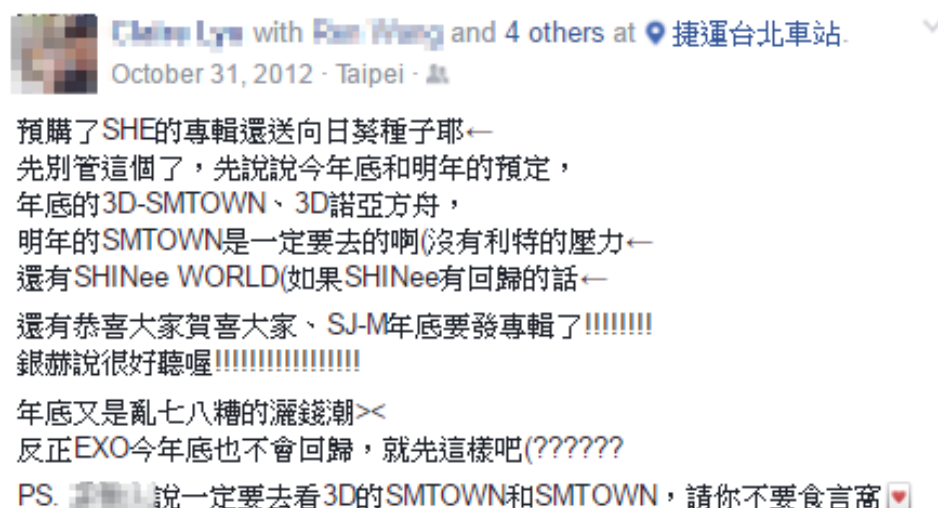 with and 4 others at 捷運台北車站.
October 31, 2012 · Taipei ·
預購了SHE的專輯還送向日葵種子耶←
先別管這個了，先說說今年底和明年的預定，
年底的3D-SMTOWN、3D諾亞方舟，
明年的SMTOWN是一定要去的啊(沒有利特的壓力←
還有SHINee WORLD(如果SHINee有回歸的話←
還有恭喜大家賀喜大家、SJ-M年底要發專輯了!!!!!!!!
銀赫說很好聽喔!!!!!!!!!!!!!!!!!
年底又是亂七八糟的灑錢潮><
反正EXO今年底也不會回歸，就先這樣吧(??????
PS. 說一定要去看3D的SMTOWN和SMTOWN，請你不要食言窩